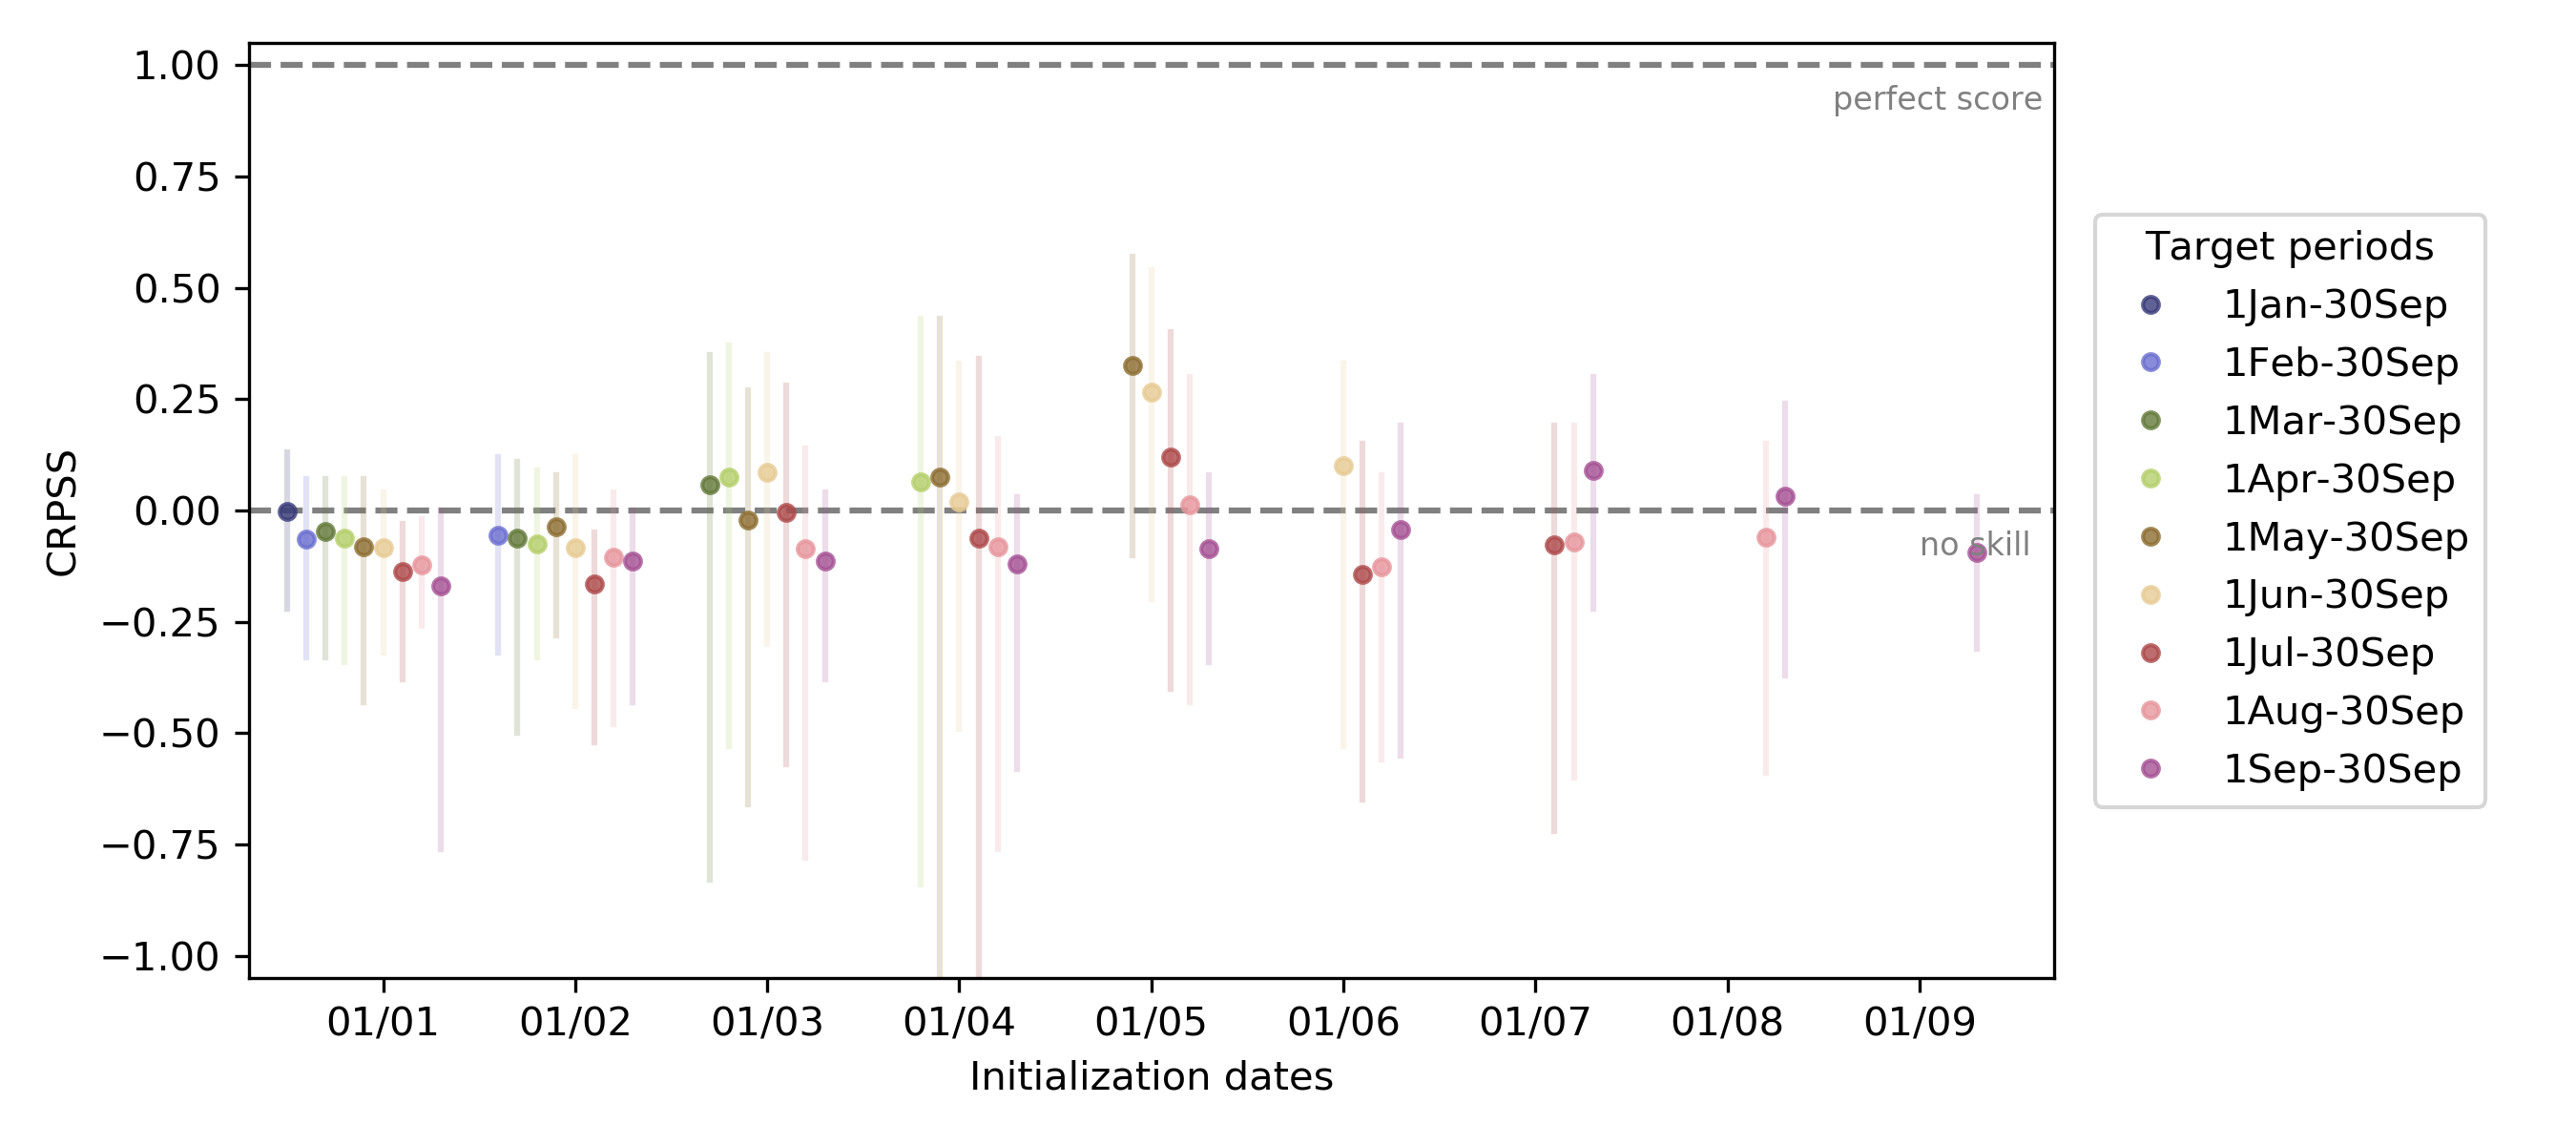 1.00
perfect score
0.75
0.50
0.25
0.00
no skill
−0.25
−0.50
−0.75
−1.00
CRPSS
01/01 01/02 01/03 01/04 01/05 01/06 01/07 01/08 01/09
Initialization dates
Target periods
1Jan-30Sep
1Feb-30Sep
1Mar-30Sep
1Apr-30Sep
1May-30Sep
1Jun-30Sep
1Jul-30Sep
1Aug-30Sep
1Sep-30Sep